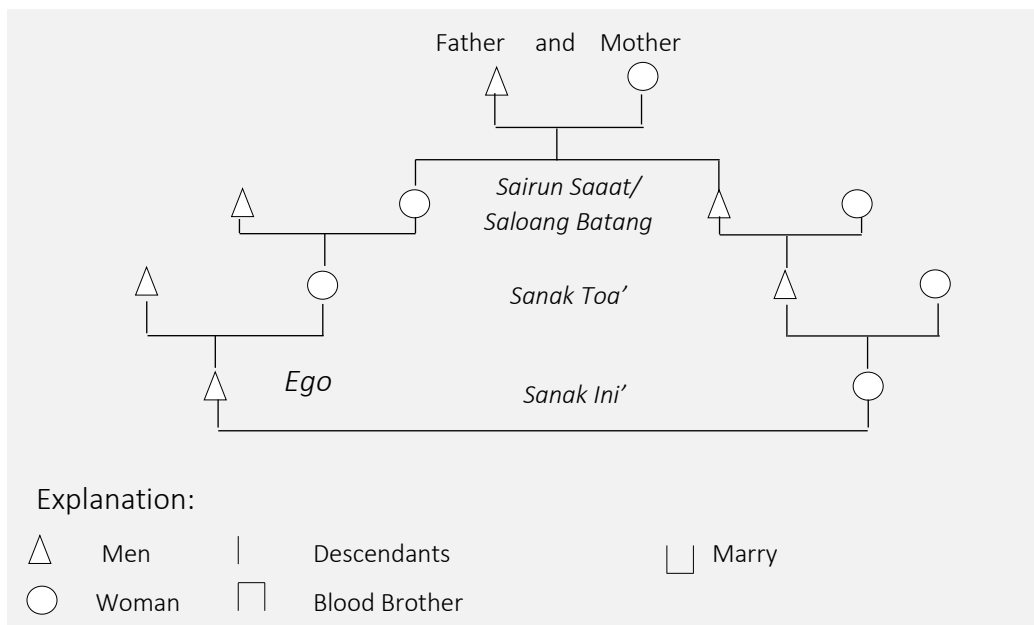 Father and Mother
Sairun Saaat/
Saloang Batang
Sanak Toa’
Ego
Sanak Ini’
Explanation:
Men Descendants Marry
Woman Blood Brother